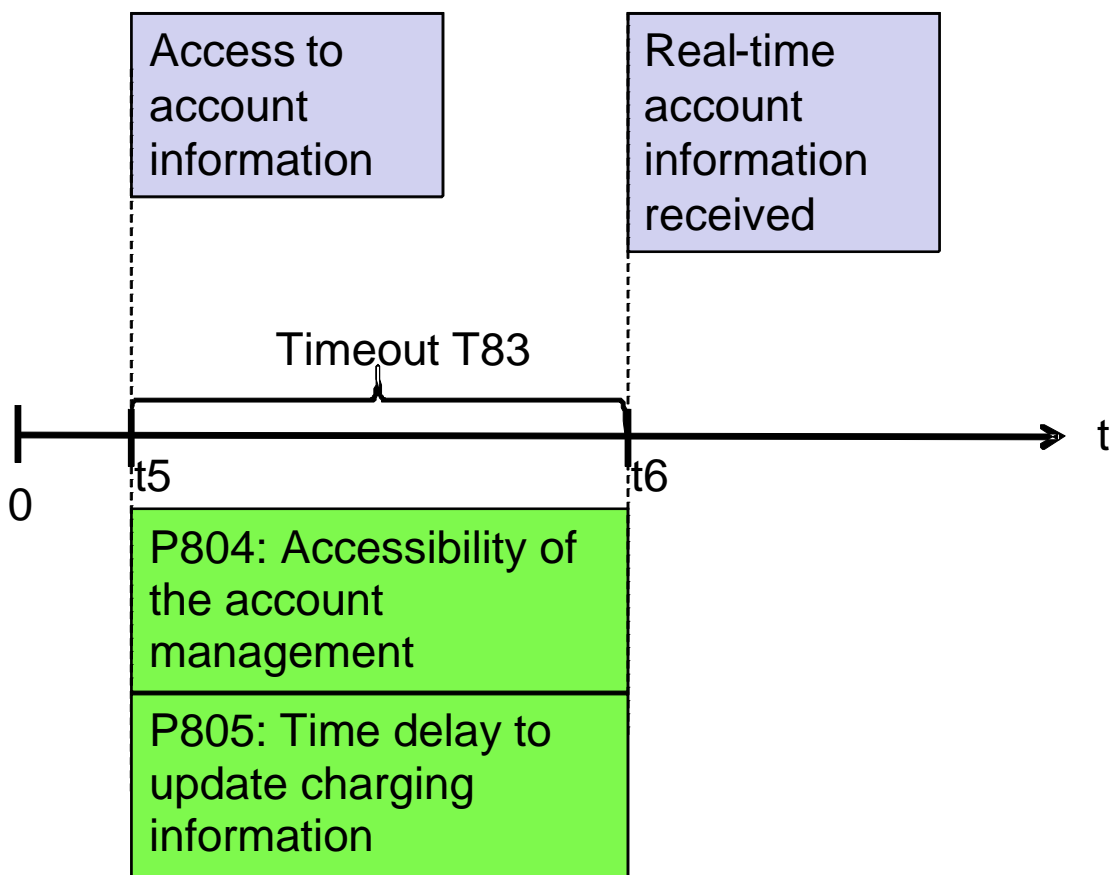 Access to
account
information
Real-time
account
information
received
Timeout T83
t
t5
t6
0
P804: Accessibility of
the account
management
P805: Time delay to
update charging
information